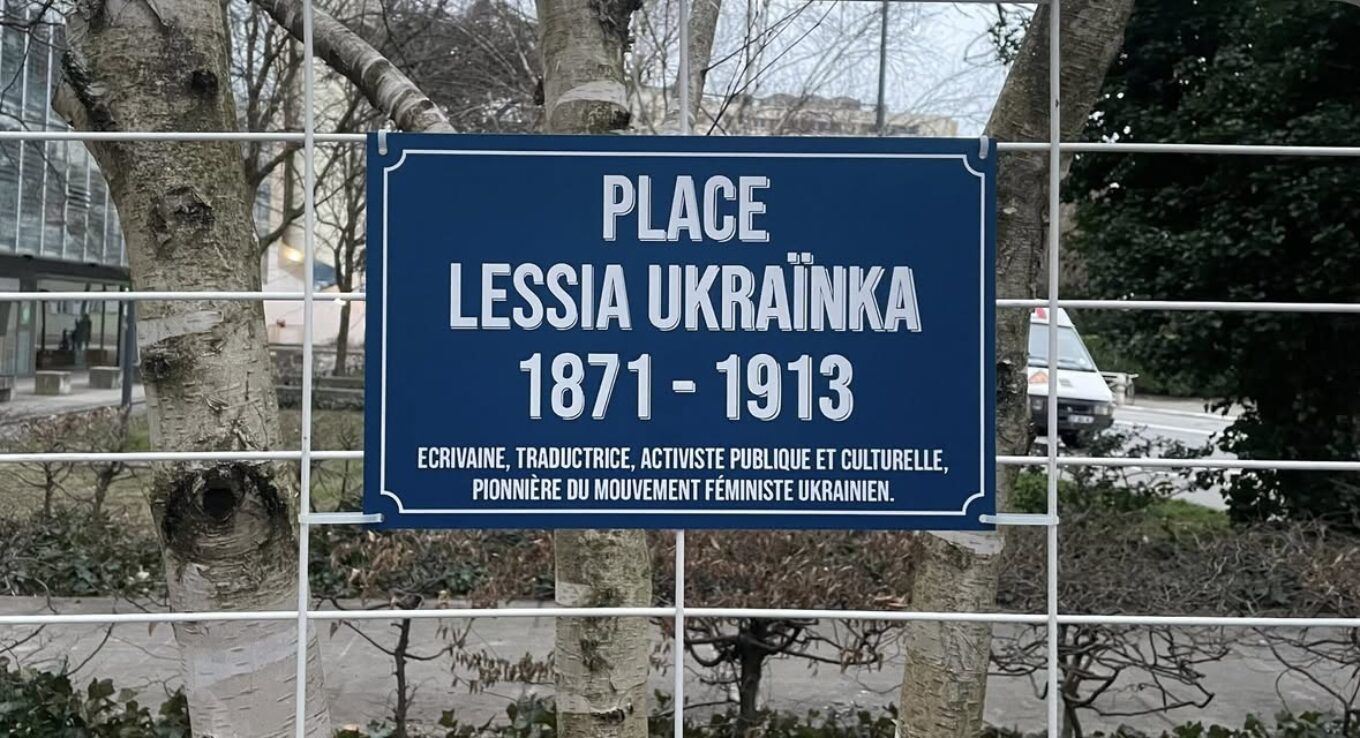 PLACE
LESSIA UKRAÏNKA
1871 - 1913
ECRIVAINE, TRADUCTRICE, ACTIVISTE PUBLIQUE ET CULTURELLE,
PIONNIÈRE DU MOUVEMENT FÉMINISTE UKRAINIEN.